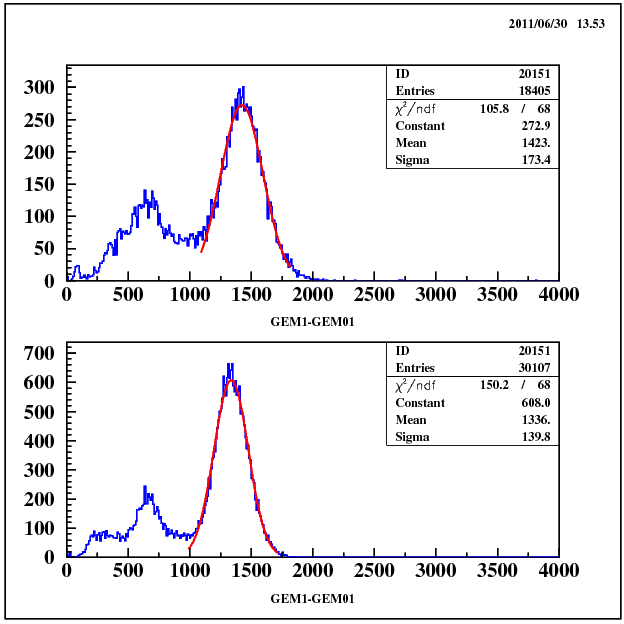 2011/06/30 13.53
ID 20151
Entries 18405
χ²/ndf 105.8 / 68
Constant 272.9
Mean 1423.
Sigma 173.4
300
250
200
150
100
50
0
0 500 1000 1500 2000 2500 3000 3500 4000
GEM1-GEM01
ID 20151
Entries 30107
χ²/ndf 150.2 / 68
Constant 608.0
Mean 1336.
Sigma 139.8
700
600
500
400
300
200
100
0
0 500 1000 1500 2000 2500 3000 3500 4000
GEM1-GEM01